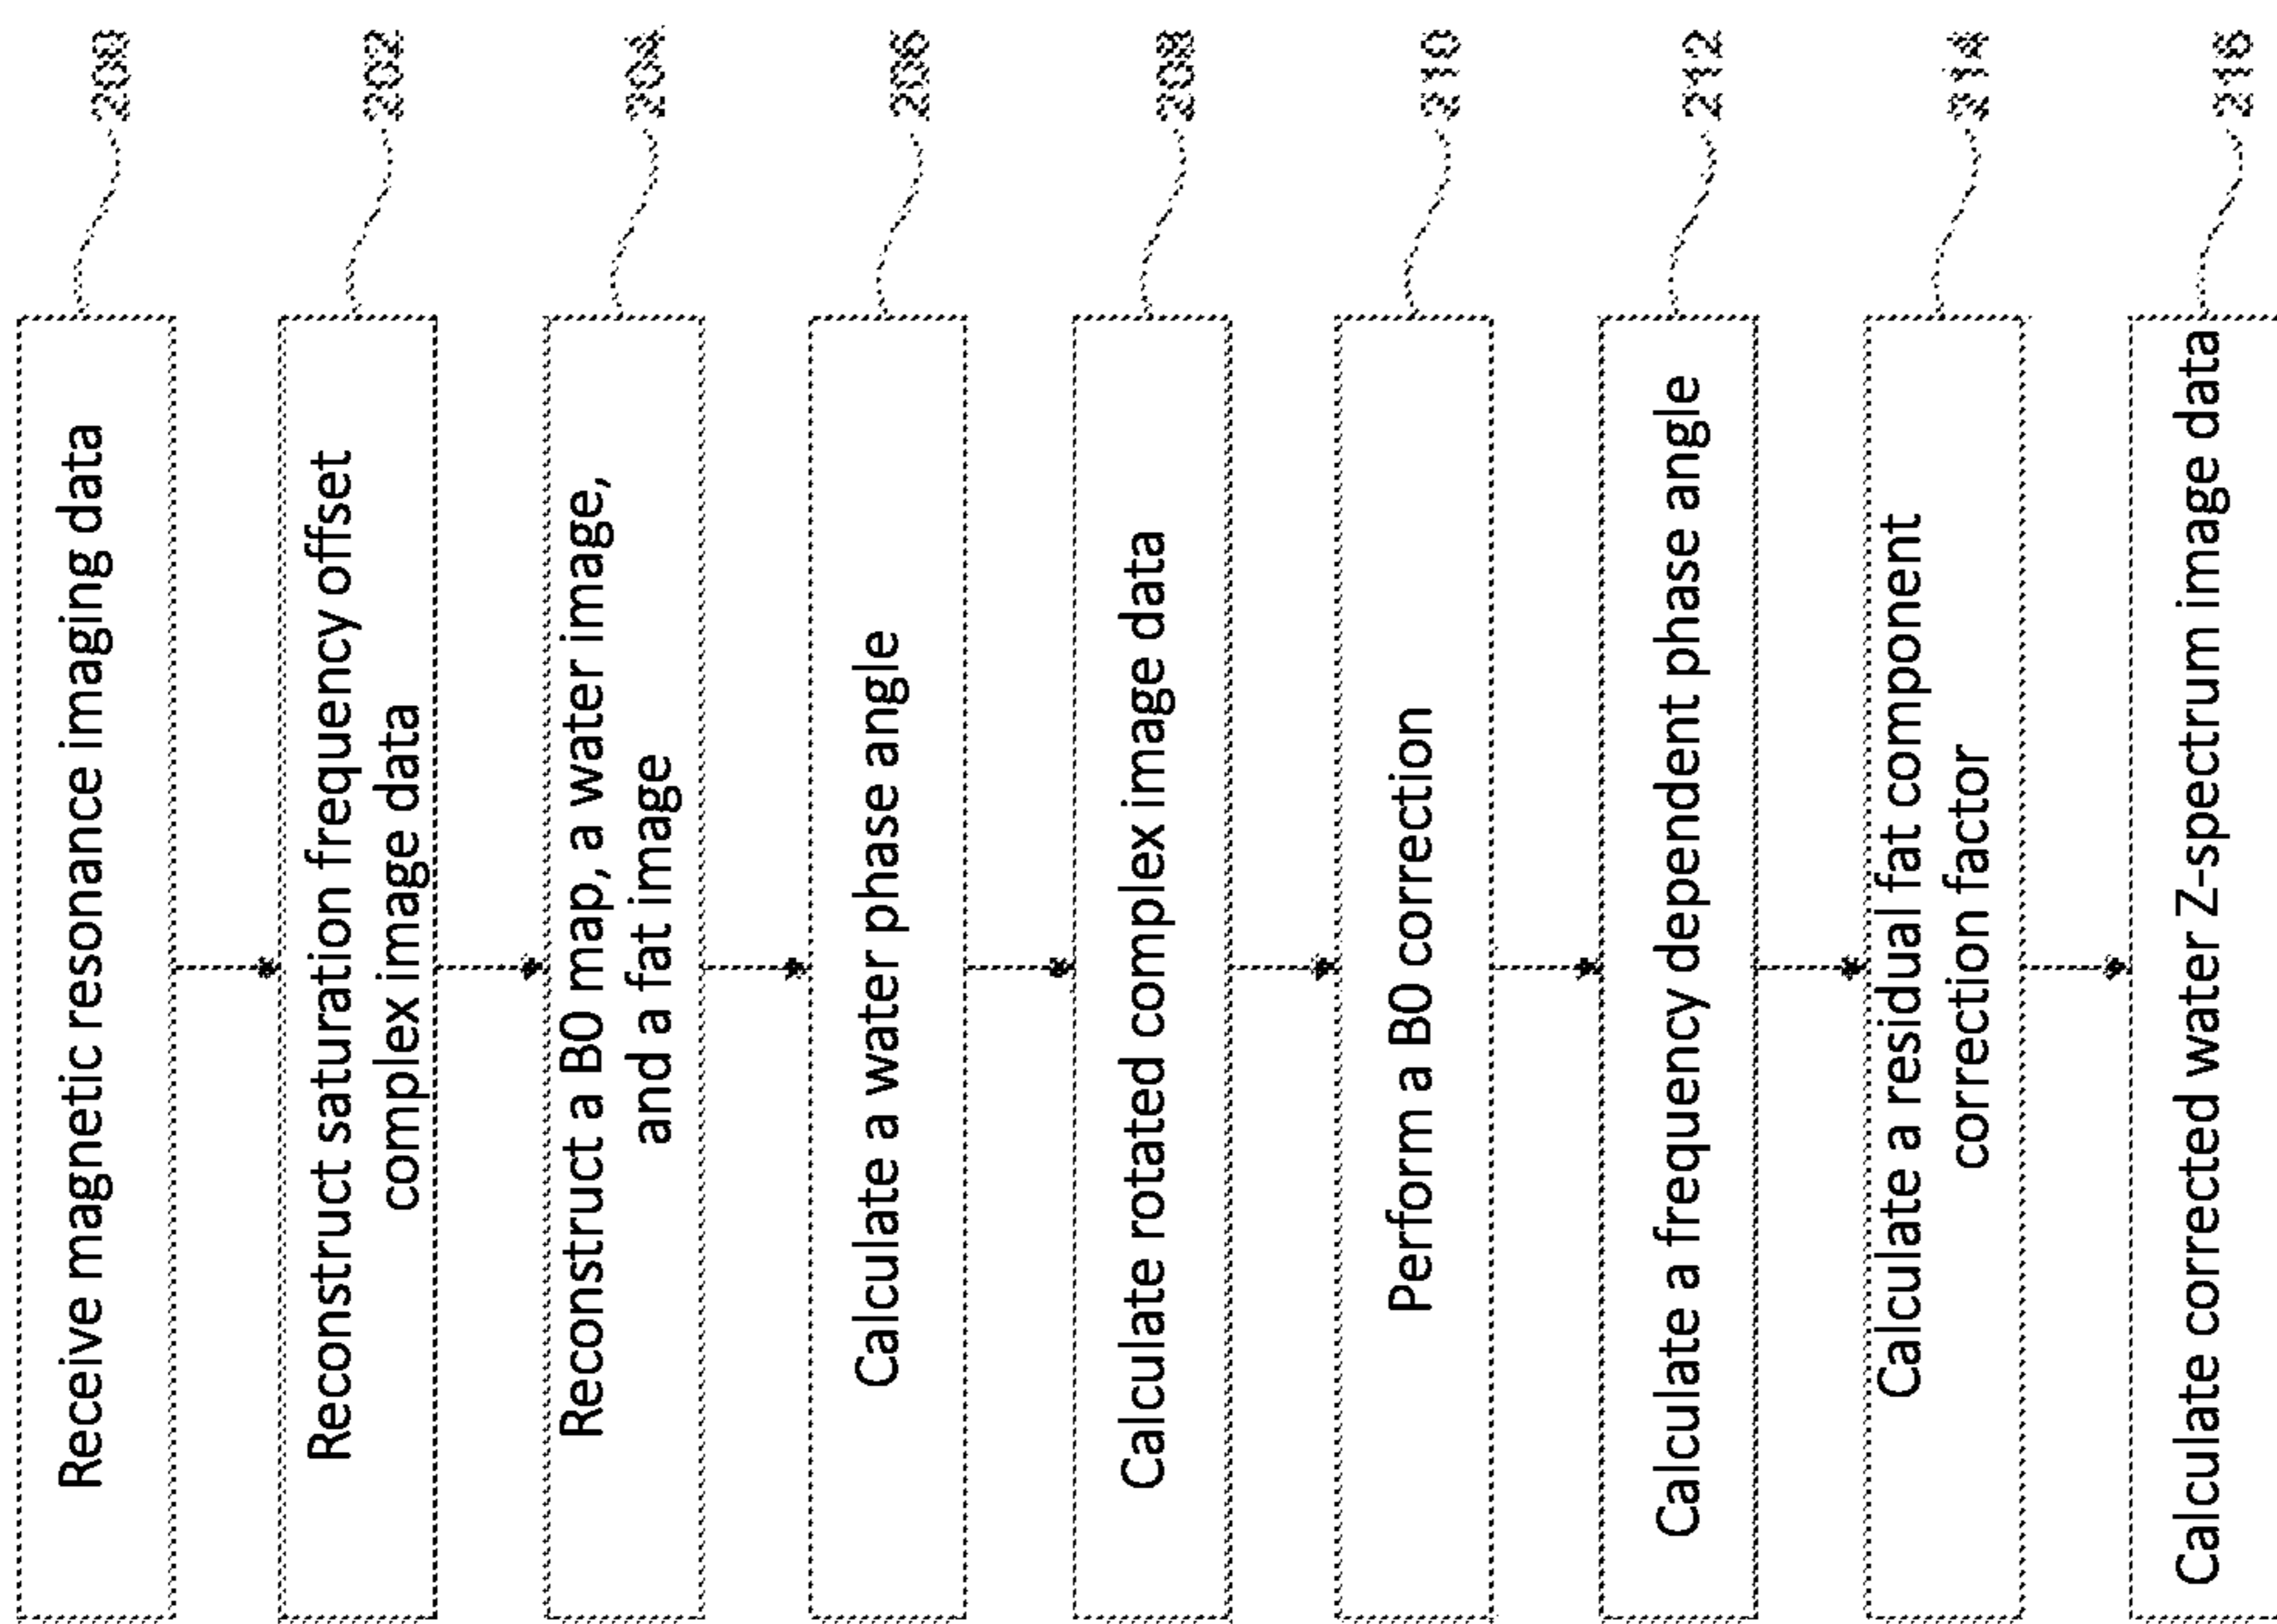 Receive magnetic resonance imaging data
200
Reconstruct saturation frequency offset
complex image data
202
Reconstruct a B0 map, a water image,
and a fat image
204
Calculate a water phase angle
206
Calculate rotated complex image data
208
Perform a B0 correction
210
Calculate a frequency dependent phase angle
212
Calculate a residual fat component
correction factor
214
Calculate corrected water Z-spectrum image data
216